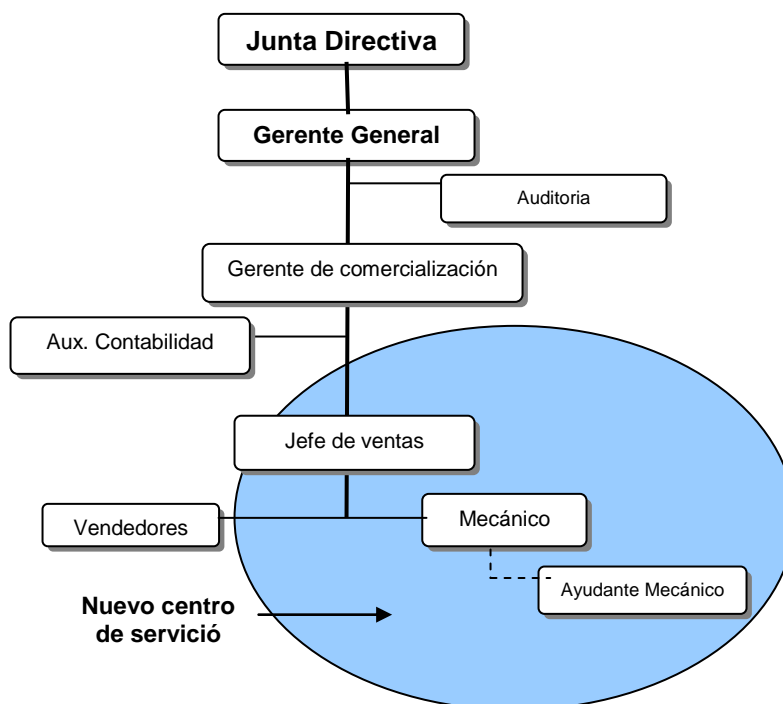 Junta Directiva
Gerente General
Auditoria
Gerente de comercialización
Aux. Contabilidad
Jefe de ventas
Vendedores
Mecánico
Ayudante Mecánico
Nuevo centro
de servició